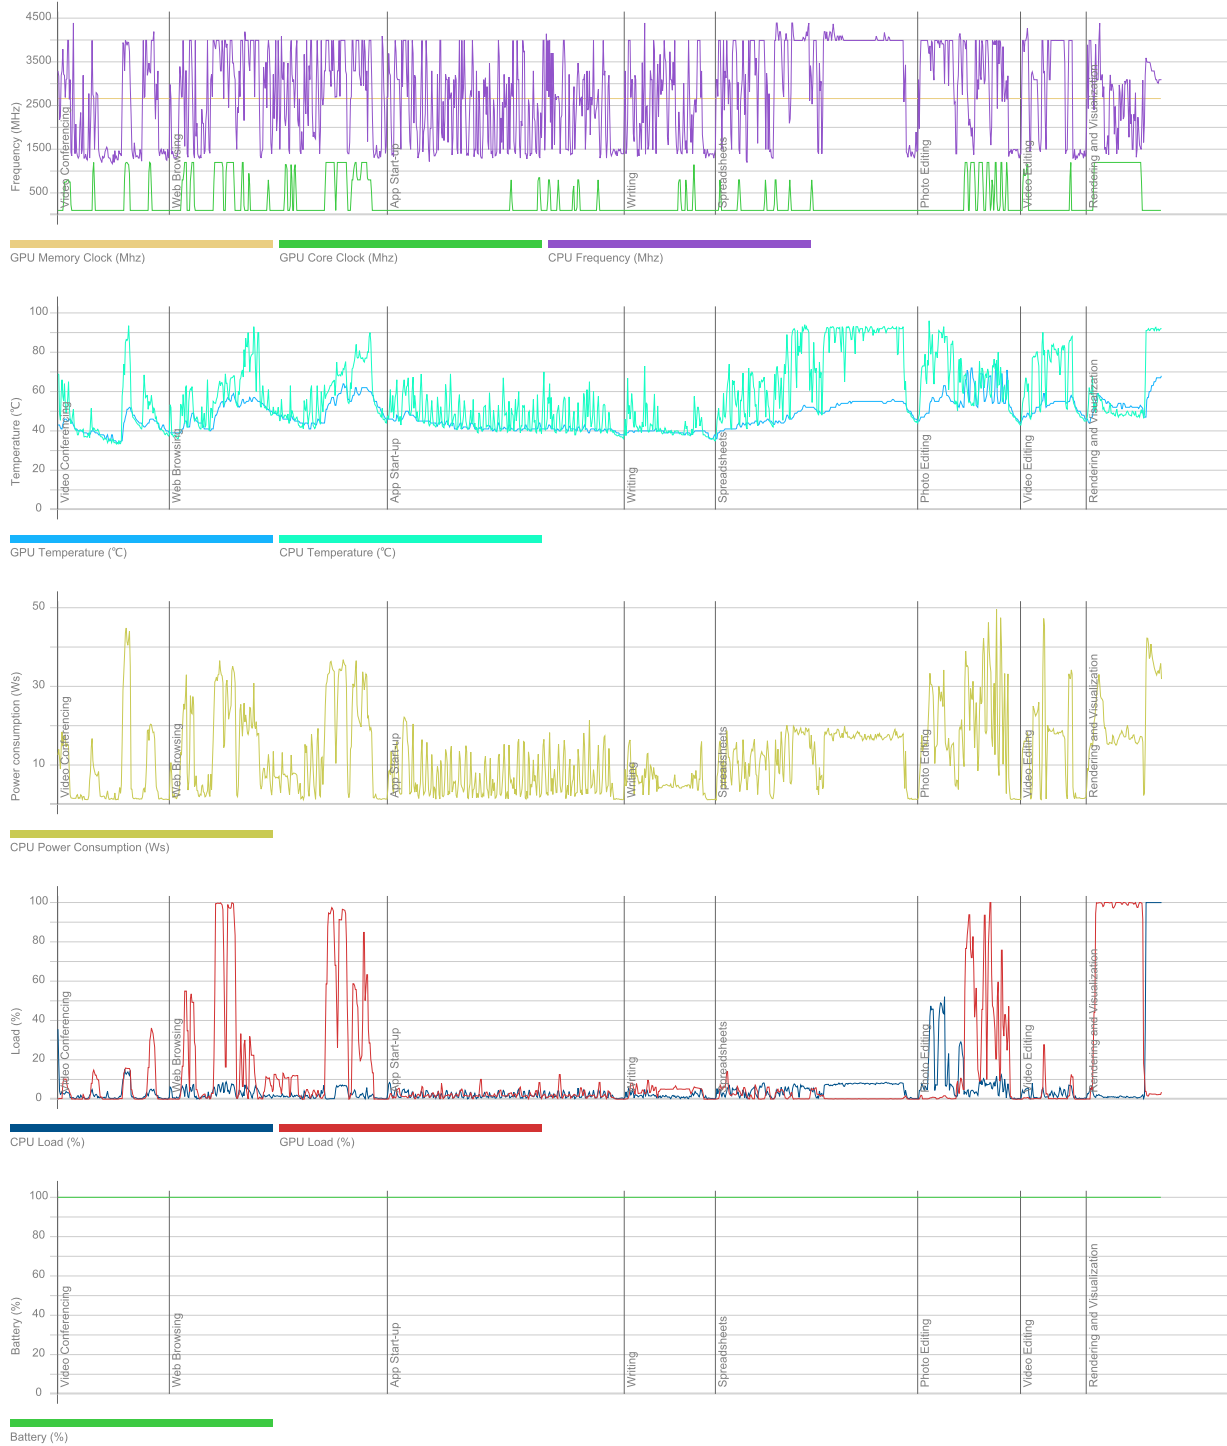 4500
3500
2500
1500
500
Frequency (MHz)
Video Conferencing
Web Browsing
App Start-up
Writing
Spreadsheets
Photo Editing
Video Editing
Rendering and Visualization
GPU Memory Clock (Mhz)
GPU Core Clock (Mhz)
CPU Frequency (Mhz)
100
80
60
40
20
0
Temperature (°C)
Video Conferencing
Web Browsing
App Start-up
Writing
Spreadsheets
Photo Editing
Video Editing
Rendering and Visualization
GPU Temperature (°C)
CPU Temperature (°C)
50
30
10
Power consumption (Ws)
Video Conferencing
Web Browsing
App Start-up
Writing
Spreadsheets
Photo Editing
Video Editing
Rendering and Visualization
CPU Power Consumption (Ws)
100
80
60
40
20
0
Load (%)
Video Conferencing
Web Browsing
App Start-up
Writing
Spreadsheets
Photo Editing
Video Editing
Rendering and Visualization
CPU Load (%)
GPU Load (%)
100
80
60
40
20
0
Battery (%)
Video Conferencing
Web Browsing
App Start-up
Writing
Spreadsheets
Photo Editing
Video Editing
Rendering and Visualization
Battery (%)